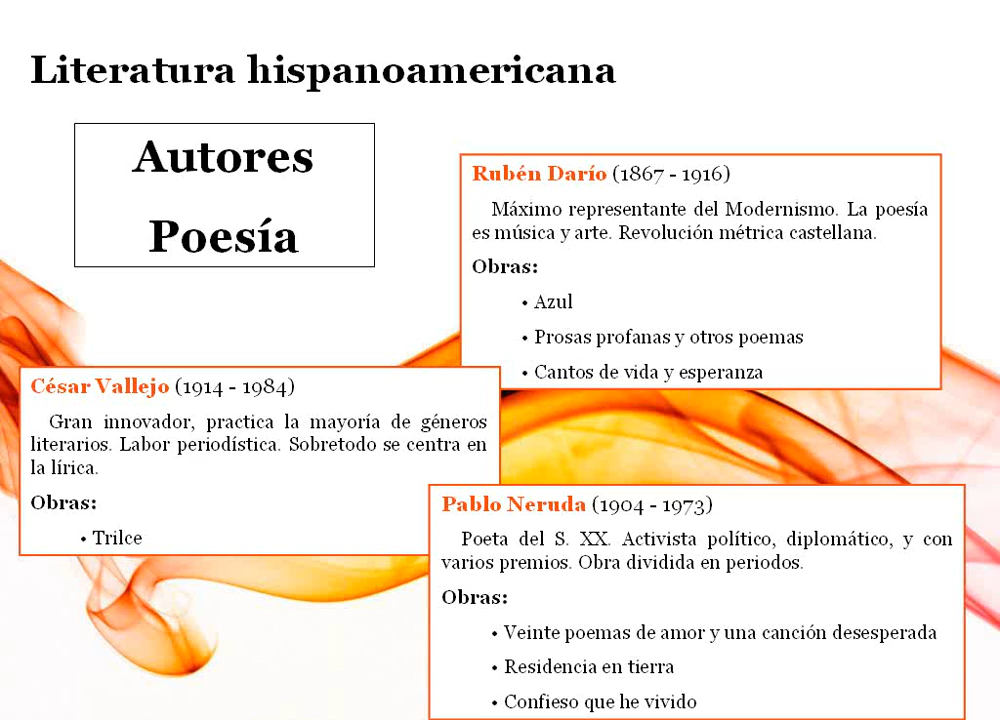 Literatura hispanoamericana
Autores
Poesía
Rubén Darío (1867 - 1916)
Máximo representante del Modernismo. La poesía
es música y arte. Revolución métrica castellana.
Obras:
• Azul
• Prosas profanas y otros poemas
• Cantos de vida y esperanza
César Vallejo (1914 - 1984)
Gran innovador, practica la mayoría de géneros
literarios. Labor periodística. Sobretodo se centra en
la lírica.
Obras:
• Trilce
Pablo Neruda (1904 - 1973)
Poeta del S. XX. Activista político, diplomático, y con
varios premios. Obra dividida en periodos.
Obras:
• Veinte poemas de amor y una canción desesperada
• Residencia en tierra
• Confieso que he vivido